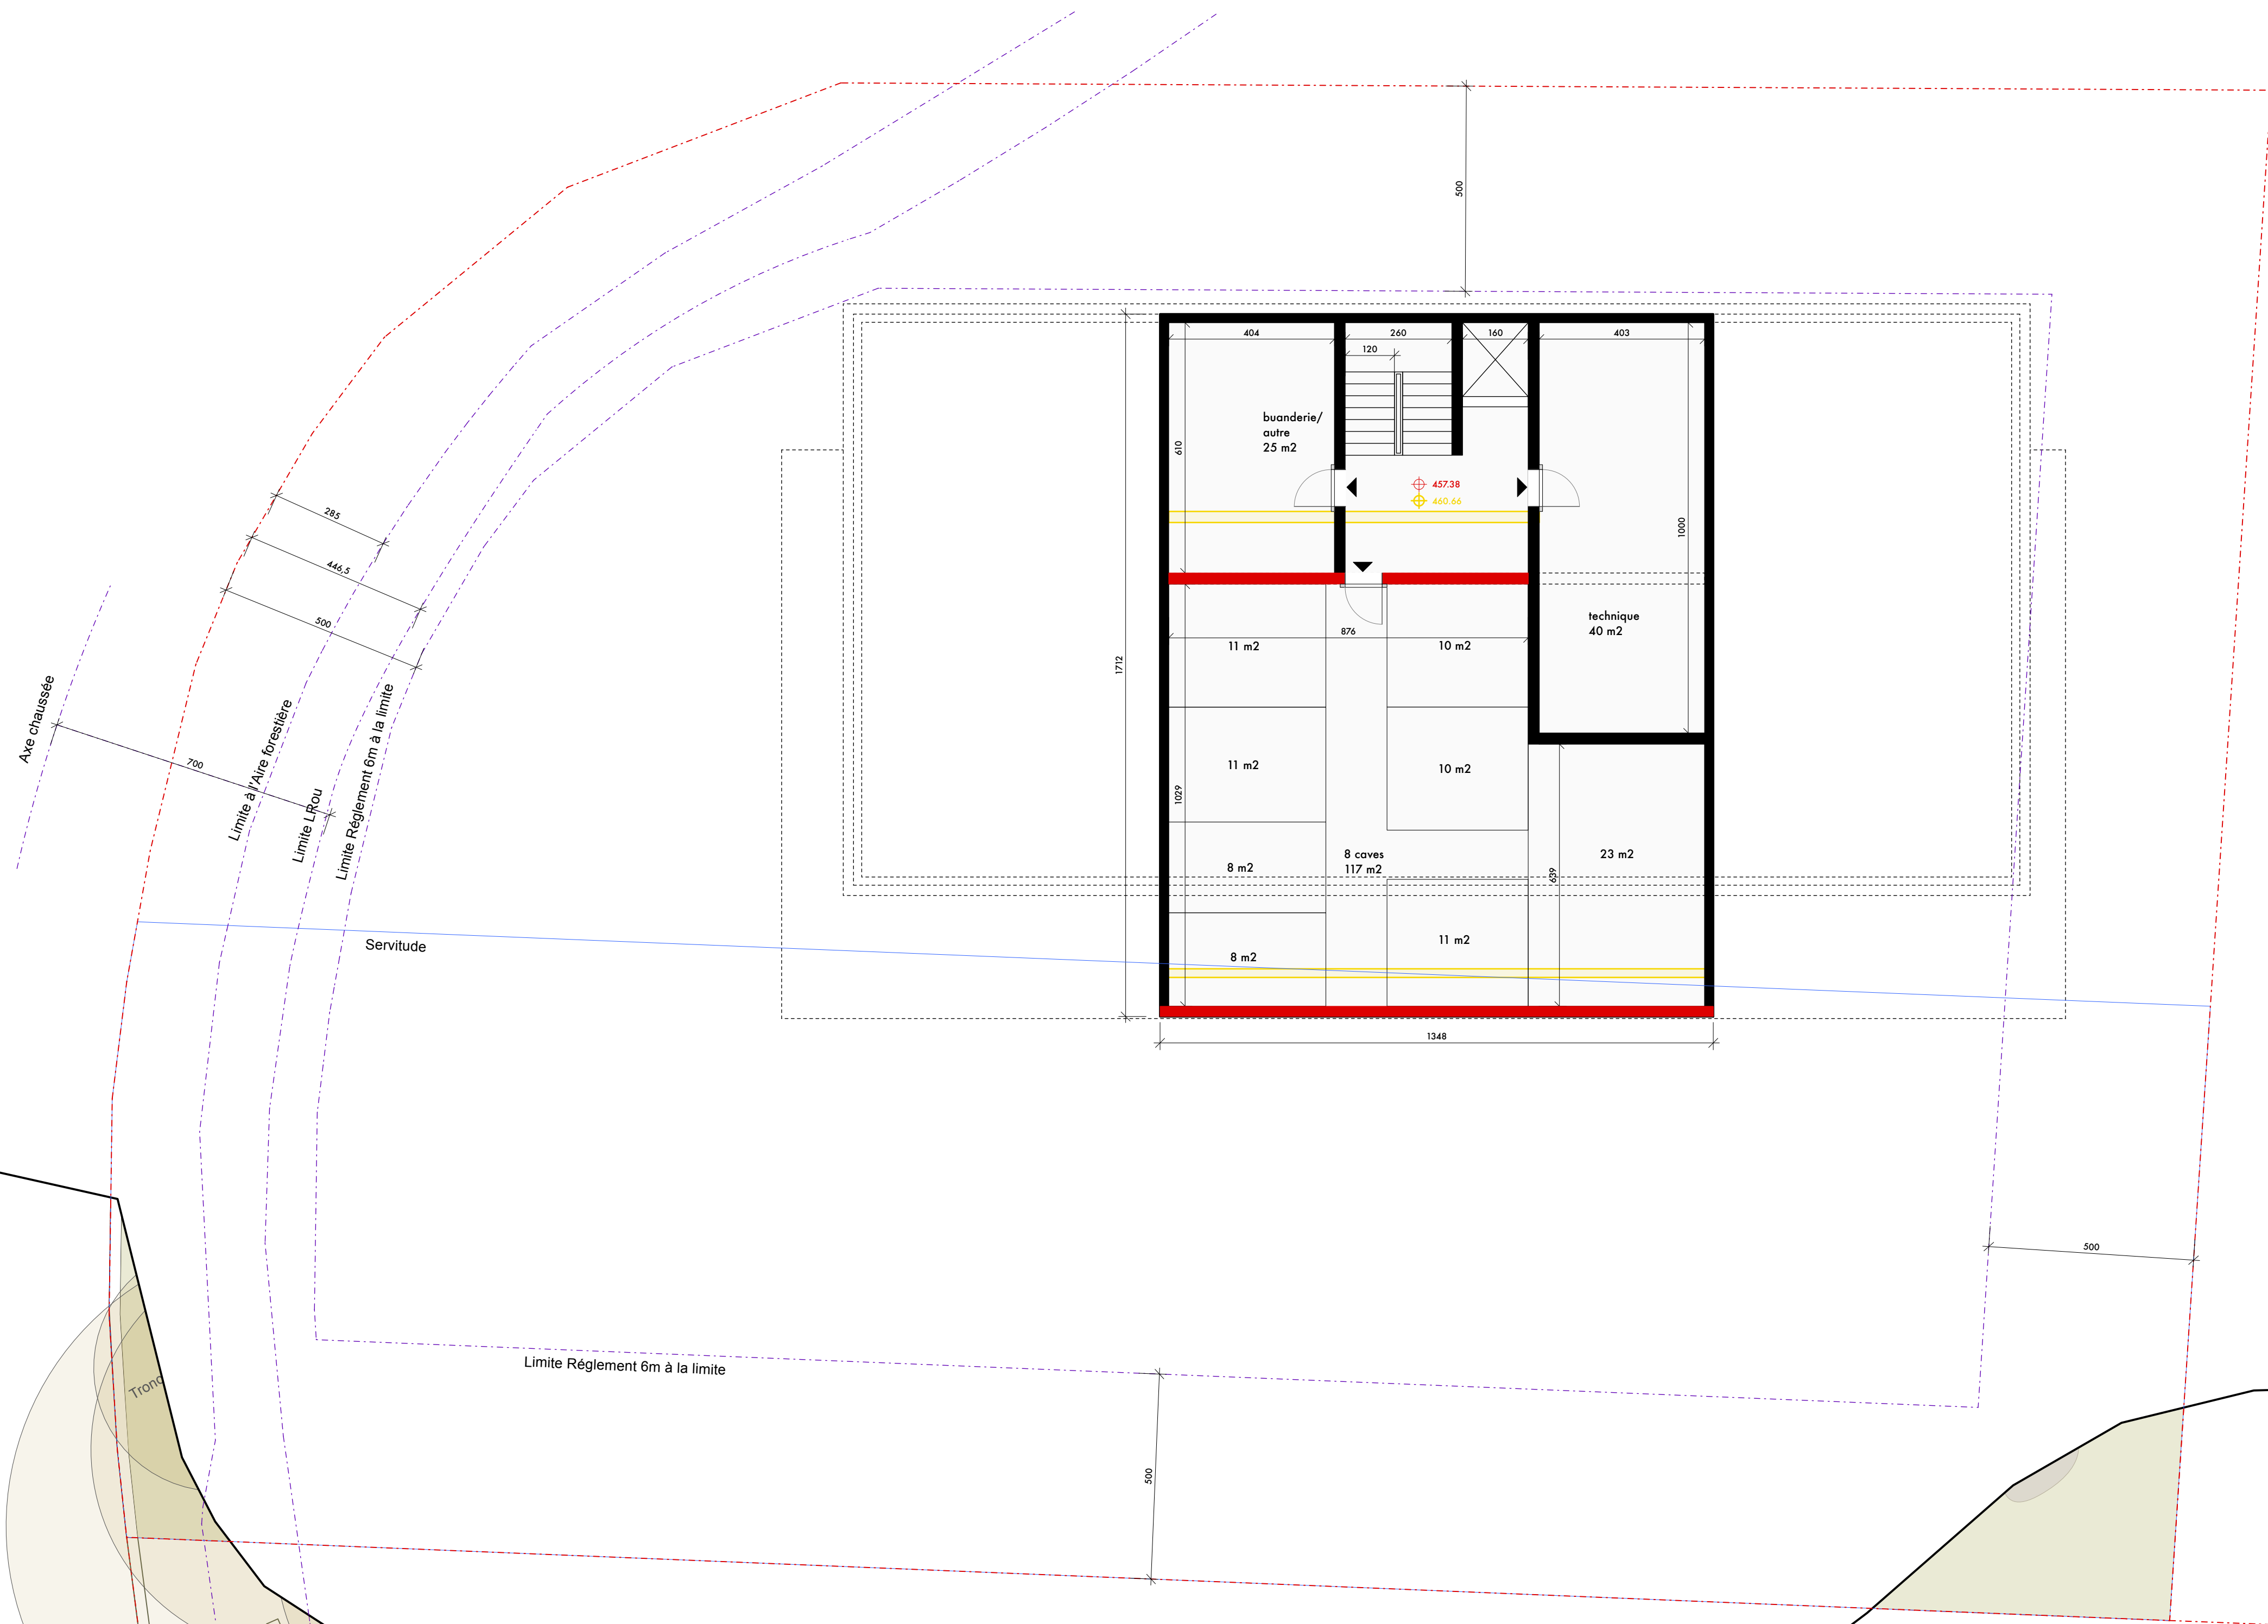 500
404
260
160
403
120
buanderie/
autre
25 m2
610
457.38
460.66
1000
285
446,5
500
technique
40 m2
876
11 m2
10 m2
1712
Axe chaussée
700
Limite à l'Aire forestière
Limite LRou
Limite Réglement 6m à la limite
11 m2
10 m2
1029
8 caves
117 m2
8 m2
23 m2
639
Servitude
8 m2
11 m2
1348
500
Limite Réglement 6m à la limite
Tronc
500